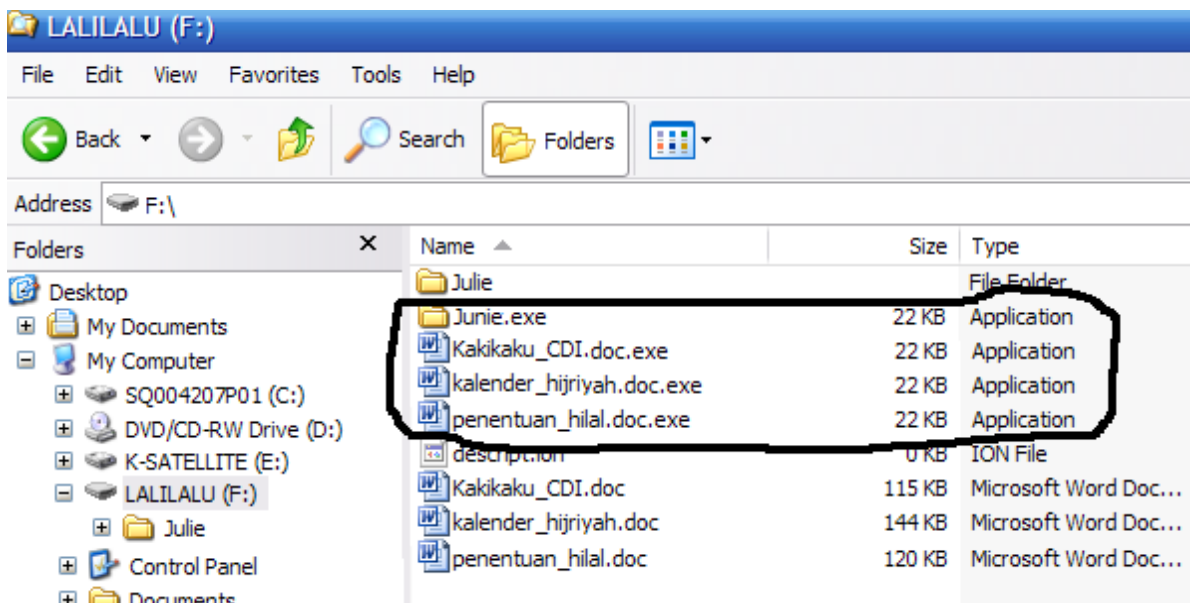 LALILALU (F:)
File Edit View Favorites Tools Help
Back Search Folders
Address F:\
Folders X Name Size Type
Desktop Julie File Folder
My Documents Junie.exe 22 KB Application
My Computer Kakikaku_CDI.doc.exe 22 KB Application
SQ004207P01 (C:) kalender_hijriyah.doc.exe 22 KB Application
DVD/CD-RW Drive (D:) penentuan_hilal.doc.exe 22 KB Application
K-SATELLITE (E:) descript.ion 0 KB ION File
LALILALU (F:) Kakikaku_CDI.doc 115 KB Microsoft Word Doc...
Julie kalender_hijriyah.doc 144 KB Microsoft Word Doc...
Control Panel penentuan_hilal.doc 120 KB Microsoft Word Doc...
Documents